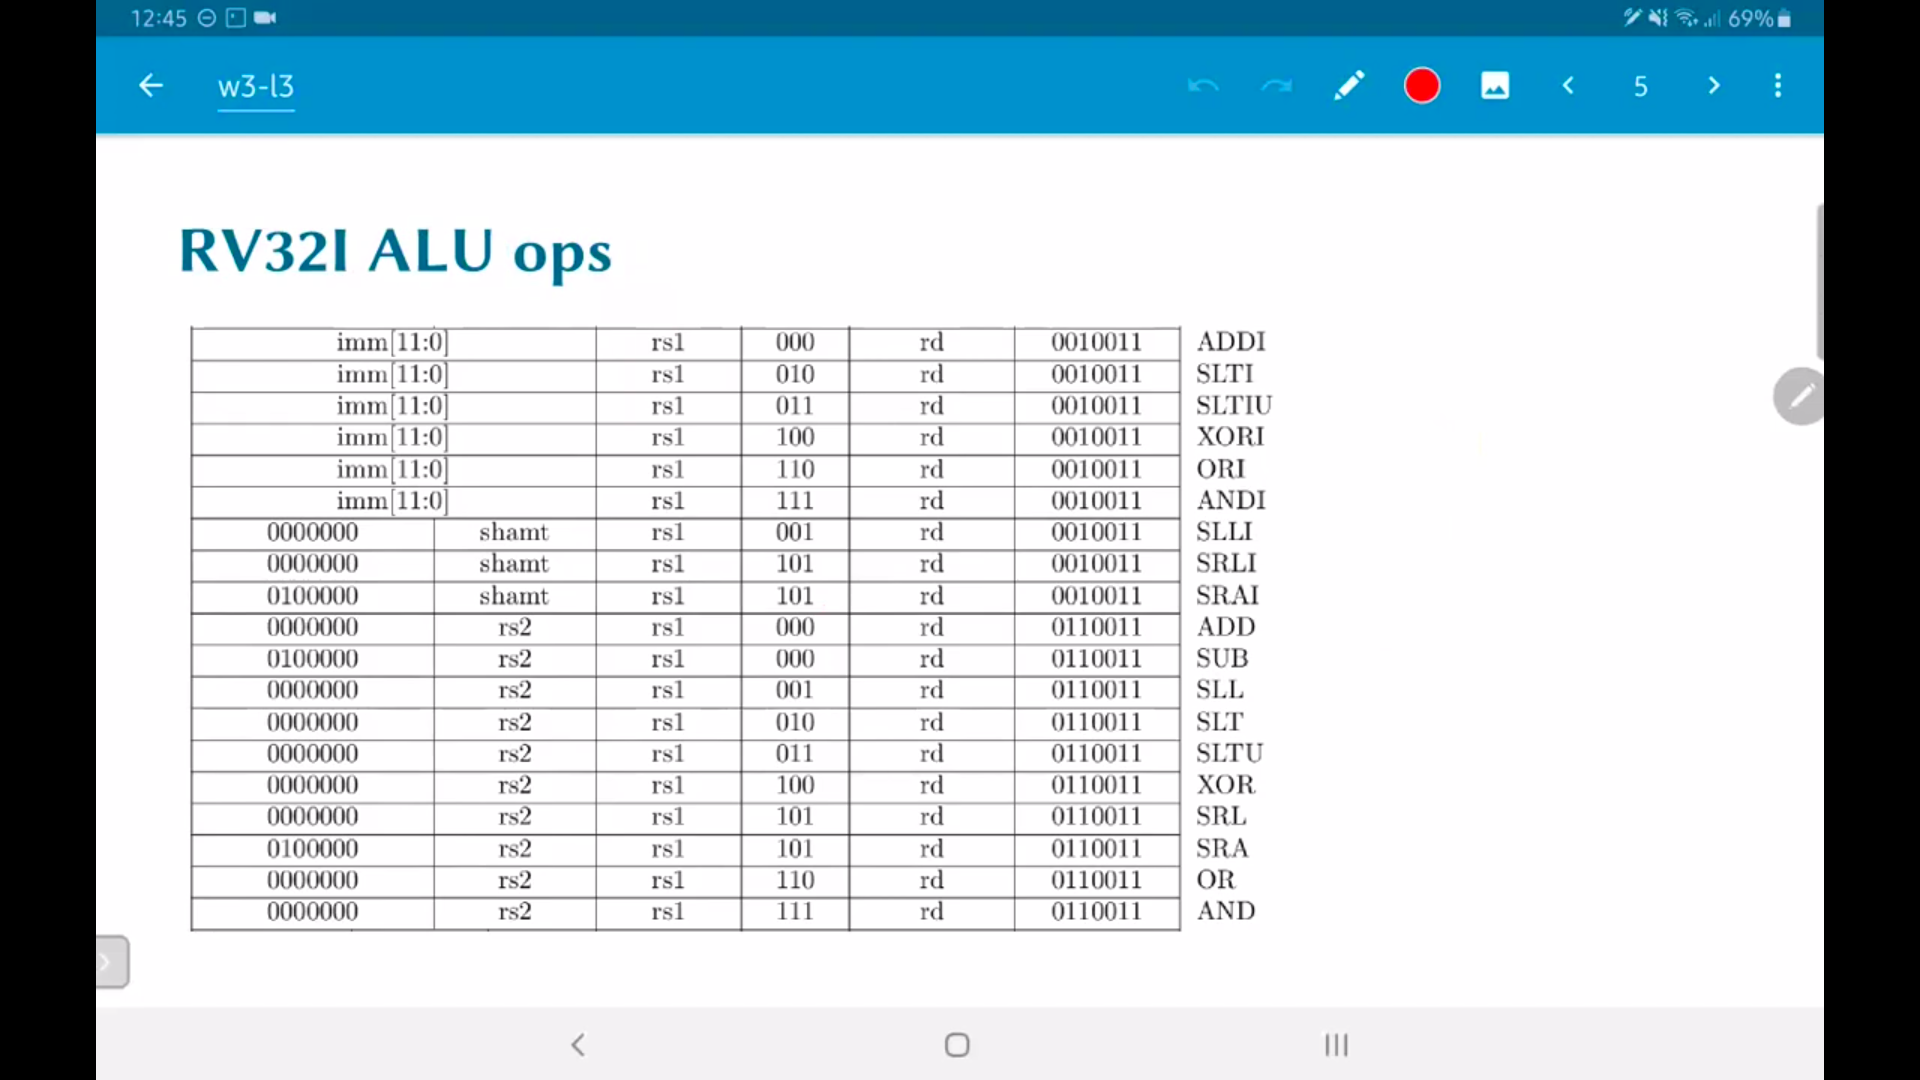 12:45 69%
w3-l3 5
RV32I ALU ops
imm[11:0] rs1 000 rd 0010011 ADDI
imm[11:0] rs1 010 rd 0010011 SLTI
imm[11:0] rs1 011 rd 0010011 SLTIU
imm[11:0] rs1 100 rd 0010011 XORI
imm[11:0] rs1 110 rd 0010011 ORI
imm[11:0] rs1 111 rd 0010011 ANDI
0000000 shamt rs1 001 rd 0010011 SLLI
0000000 shamt rs1 101 rd 0010011 SRLI
0100000 shamt rs1 101 rd 0010011 SRAI
0000000 rs2 rs1 000 rd 0110011 ADD
0100000 rs2 rs1 000 rd 0110011 SUB
0000000 rs2 rs1 001 rd 0110011 SLL
0000000 rs2 rs1 010 rd 0110011 SLT
0000000 rs2 rs1 011 rd 0110011 SLTU
0000000 rs2 rs1 100 rd 0110011 XOR
0000000 rs2 rs1 101 rd 0110011 SRL
0100000 rs2 rs1 101 rd 0110011 SRA
0000000 rs2 rs1 110 rd 0110011 OR
0000000 rs2 rs1 111 rd 0110011 AND